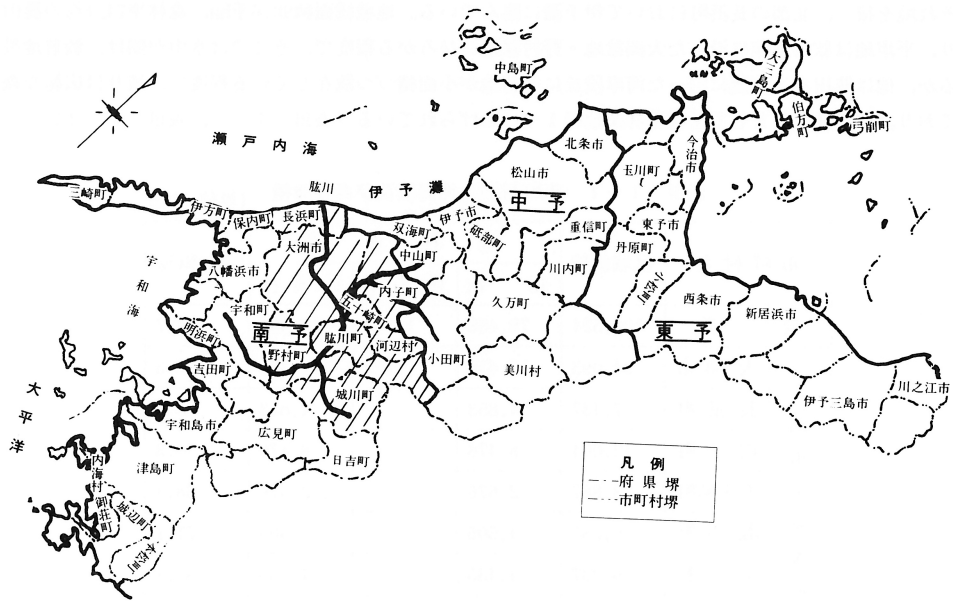 中島町
大三島町
伯方町
弓削町
瀬戸内海
伊予灘
肱川
北条市
松山市
中予
玉川町
今治市
三崎町
伊方町
保内町
長浜町
双海町
伊予市
砥部町
重信町
東予市
丹原町
小松町
川内町
大洲市
中山町
八幡浜市
宇和海
内子町
五十崎町
久万町
西条市
新居浜市
宇和町
南予
東予
明浜町
野村町
肱川町
河辺村
小田町
美川村
吉田町
城川町
川之江市
伊予三島市
大平洋
宇和島市
広見町
日吉町
津島町
内海村
御荘町
城辺町
凡例
府県堺
市町村堺